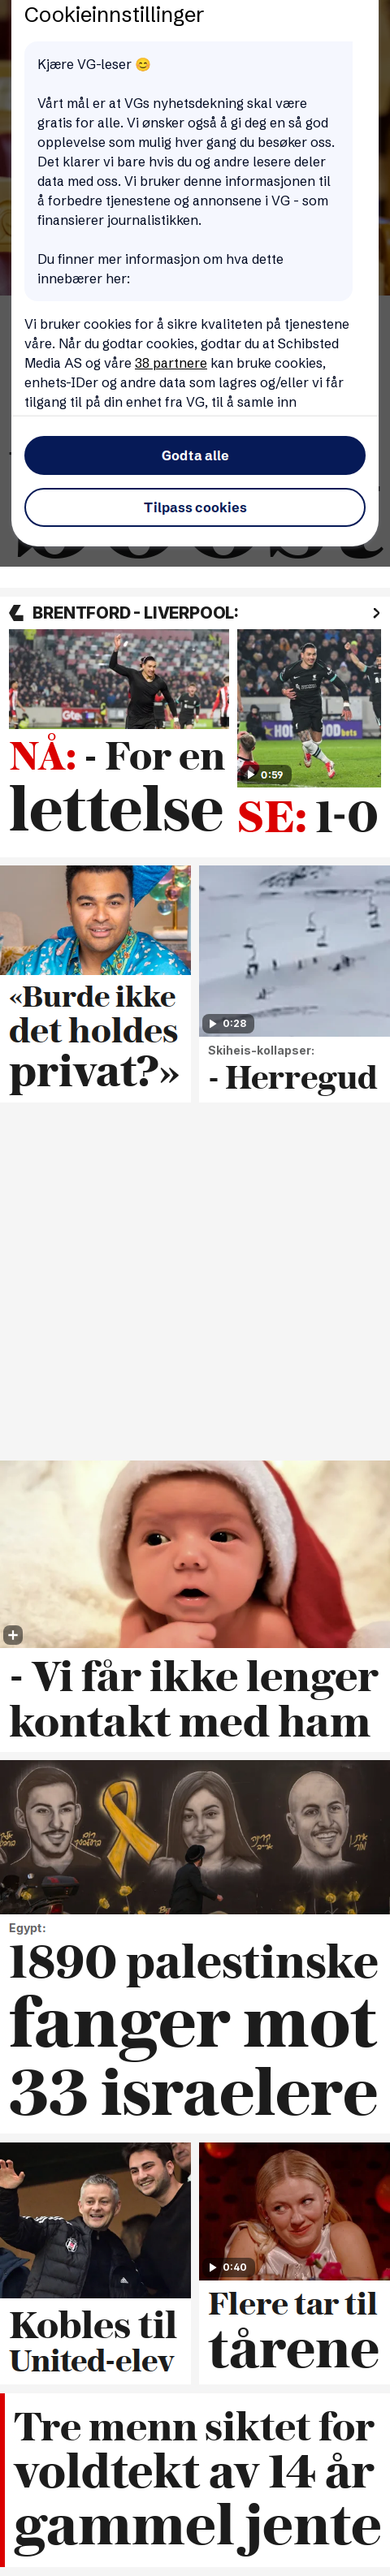 Cookieinnstillinger
Kjære VG-leser 😊
Vårt mål er at VGs nyhetsdekning skal være
gratis for alle. Vi ønsker også å gi deg en så god
opplevelse som mulig hver gang du besøker oss.
Det klarer vi bare hvis du og andre lesere deler
data med oss. Vi bruker denne informasjonen til
å forbedre tjenestene og annonsene i VG - som
finansierer journalistikken.
Du finner mer informasjon om hva dette
innebærer her:
Vi bruker cookies for å sikre kvaliteten på tjenestene
våre. Når du godtar cookies, godtar du at Schibsted
Media AS og våre 38 partnere kan bruke cookies,
enhets-IDer og andre data som lagres og/eller vi får
tilgang til på din enhet fra VG, til å samle inn
Godta alle
Tilpass cookies
BRENTFORD - LIVERPOOL:
0:59
NÅ: - For en
lettelse
SE: 1-0
«Burde ikke
det holdes
privat?»
0:28
Skiheis-kollapser:
- Herregud
- Vi får ikke lenger
kontakt med ham
Egypt:
1890 palestinske
fanger mot
33 israelere
Kobles til
United-elev
0:40
Flere tar til
tårene
Tre menn siktet for
voldtekt av 14 år
gammel jente